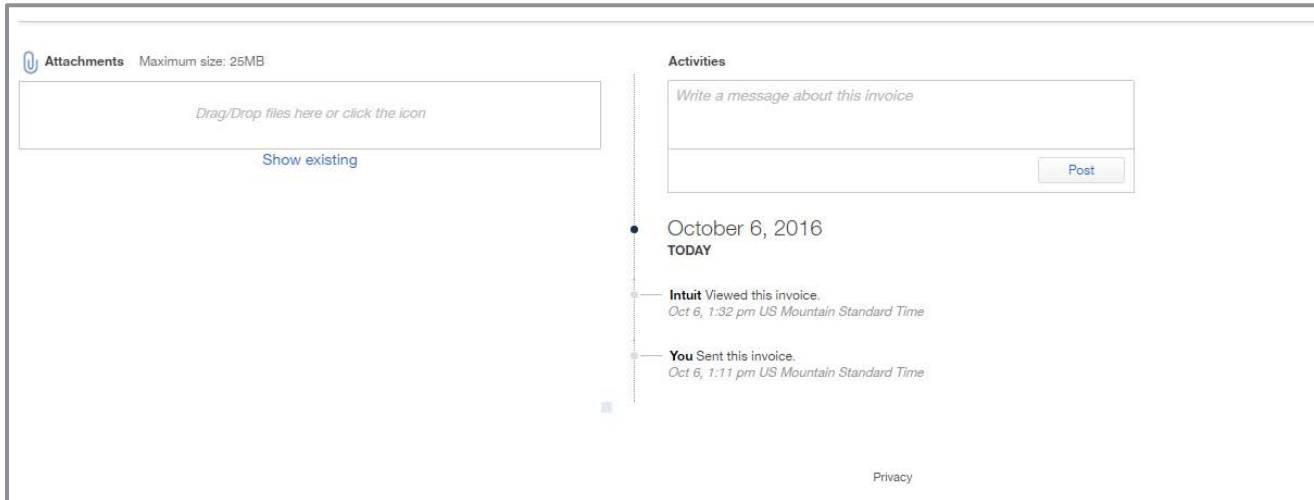 Attachments Maximum size: 25MB
Drag/Drop files here or click the icon
Show existing
Activities
Write a message about this invoice
Post
October 6, 2016
TODAY
Intuit Viewed this invoice.
Oct 6, 1:32 pm US Mountain Standard Time
You Sent this invoice.
Oct 6, 1:11 pm US Mountain Standard Time
Privacy